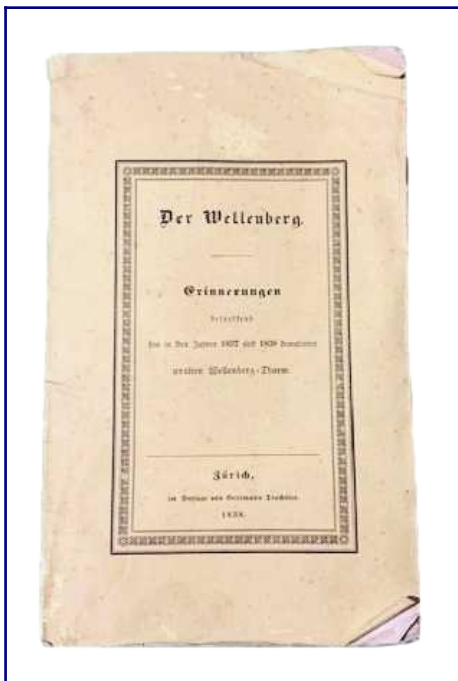 Der Wellenberg.
Erinnerungen
betreffend
den in den Jahren 1837 und 1838 demolirten
uralten Wellenberg-Thurm.
Zürich,
im Verlage von
1838.